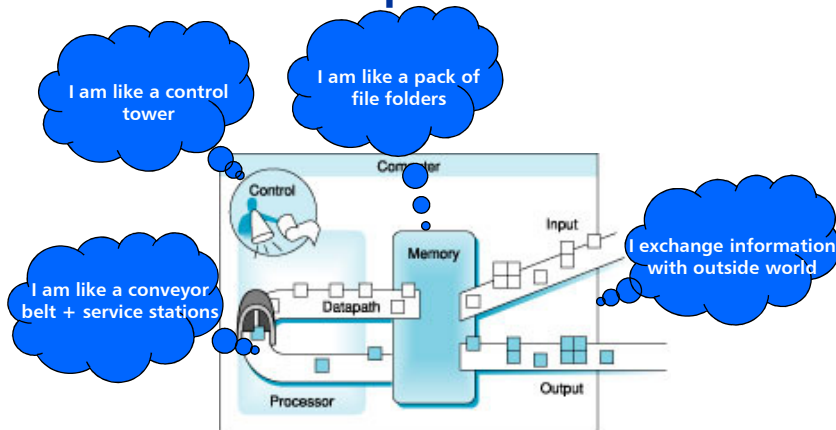 I am like a control
tower
I am like a pack of
file folders
Computer
Control
Memory
Input
I exchange information
with outside world
I am like a conveyor
belt + service stations
Datapath
Processor
Output